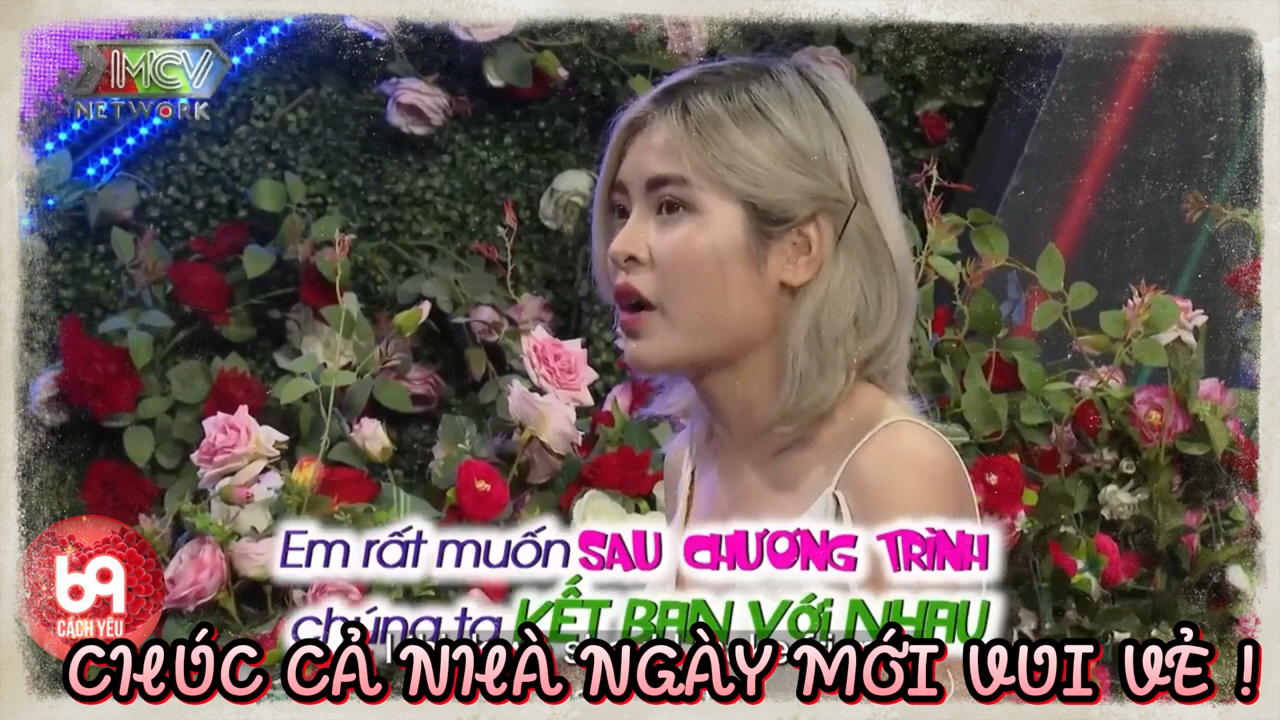 MCV
NETWORK
Em rất muốn SAU CHƯƠNG TRÌNH
chúng ta KẾT BẠN VỚI NHAU
69
CÁCH YÊU
CHÚC CẢ NHÀ NGÀY MỚI VUI VẺ !